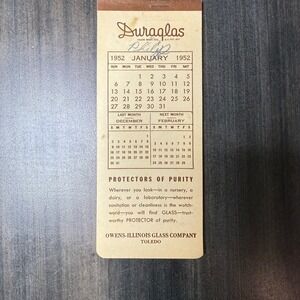 Duraglas
1952 JANUARY 1952
SUN. MON. TUE. WED. THU. FRI. SAT.
1 2 3 4 5
6 7 8 9 10 11 12
13 14 15 16 17 18 19
20 21 22 23 24 25 26
27 28 29 30 31
LAST MONTH NEXT MONTH
DECEMBER FEBRUARY
S M T W T F S S M T W T F S
PROTECTORS OF PURITY
Wherever you look—in a nursery, a
dairy, or a laboratory—wherever
sanitation or cleanliness is the watch-
word—you will find GLASS—trust-
worthy PROTECTOR of purity.
OWENS-ILLINOIS GLASS COMPANY
TOLEDO